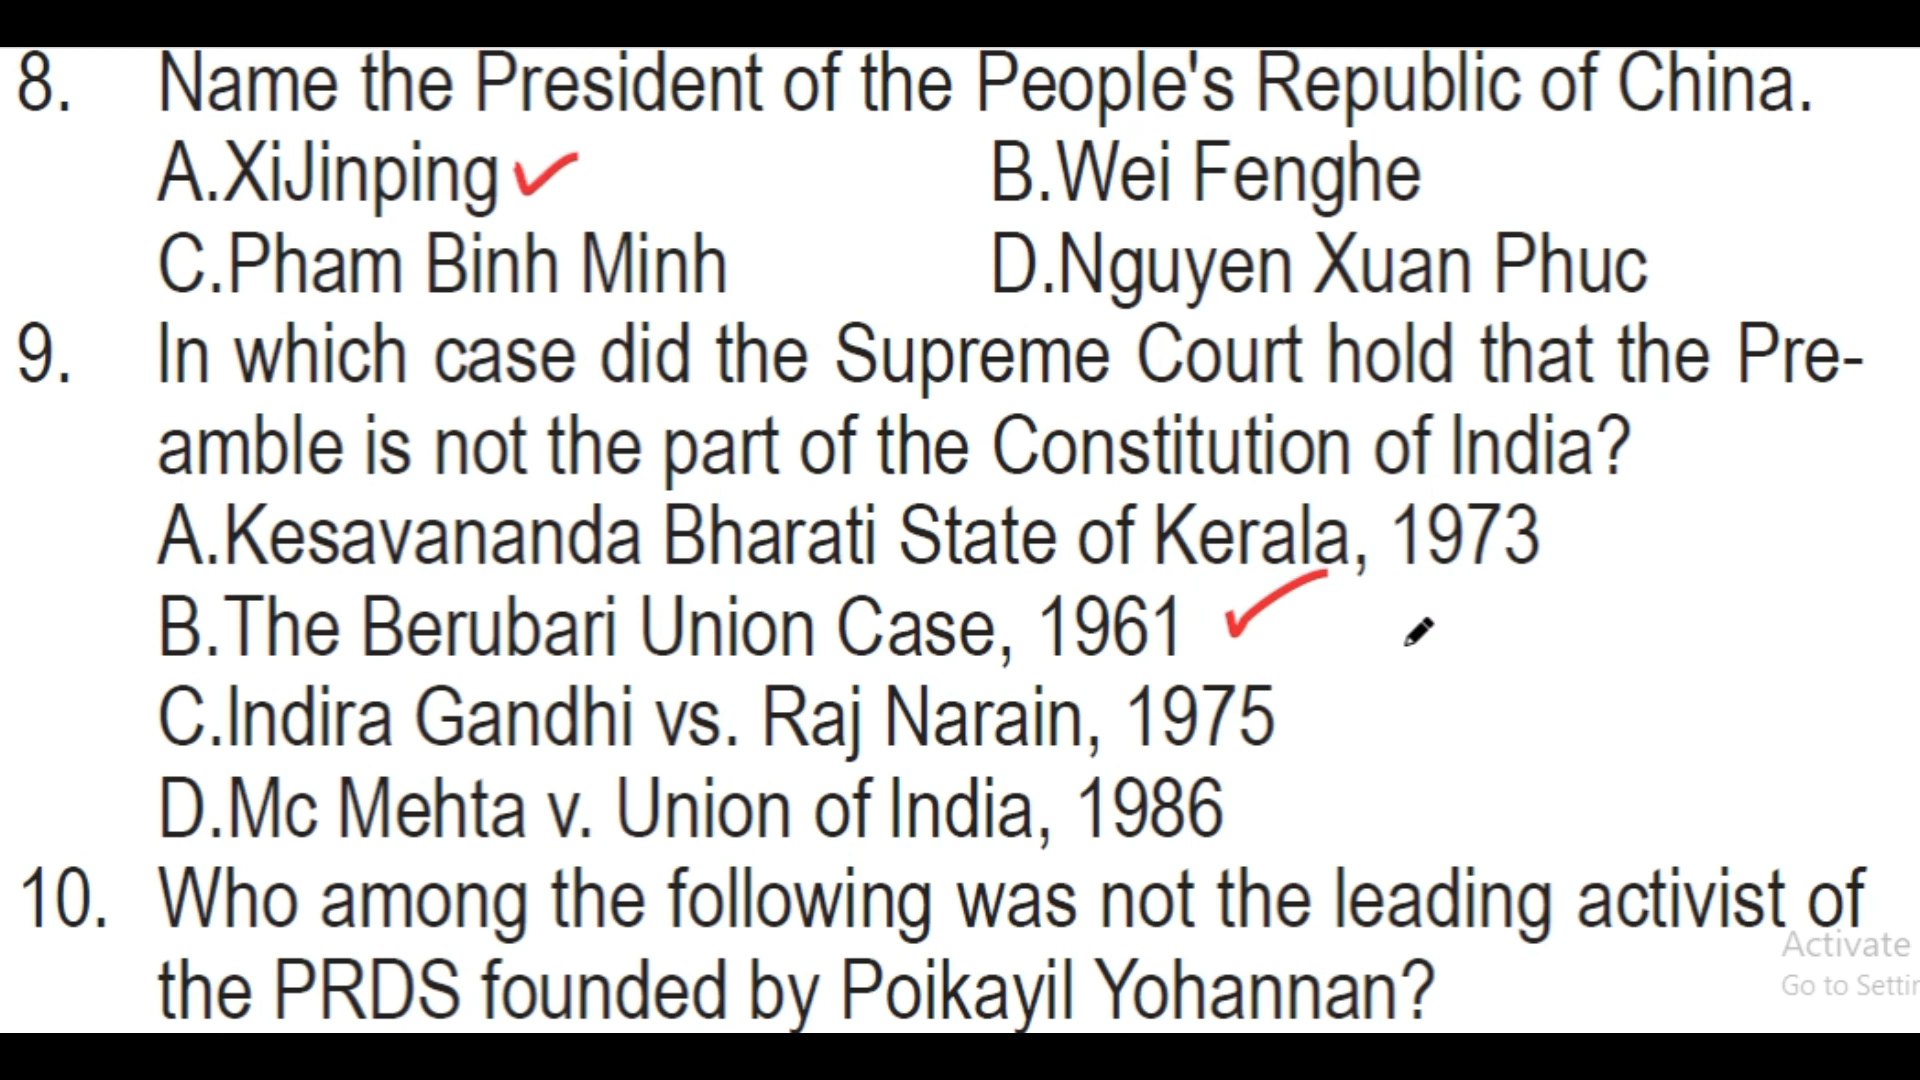 8. Name the President of the People's Republic of China.
A.XiJinping B.Wei Fenghe
C.Pham Binh Minh D.Nguyen Xuan Phuc
9. In which case did the Supreme Court hold that the Pre-
amble is not the part of the Constitution of India?
A.Kesavananda Bharati State of Kerala, 1973
B.The Berubari Union Case, 1961
C.Indira Gandhi vs. Raj Narain, 1975
D.Mc Mehta v. Union of India, 1986
10. Who among the following was not the leading activist of
the PRDS founded by Poikayil Yohannan?
Activate
Go to Settin